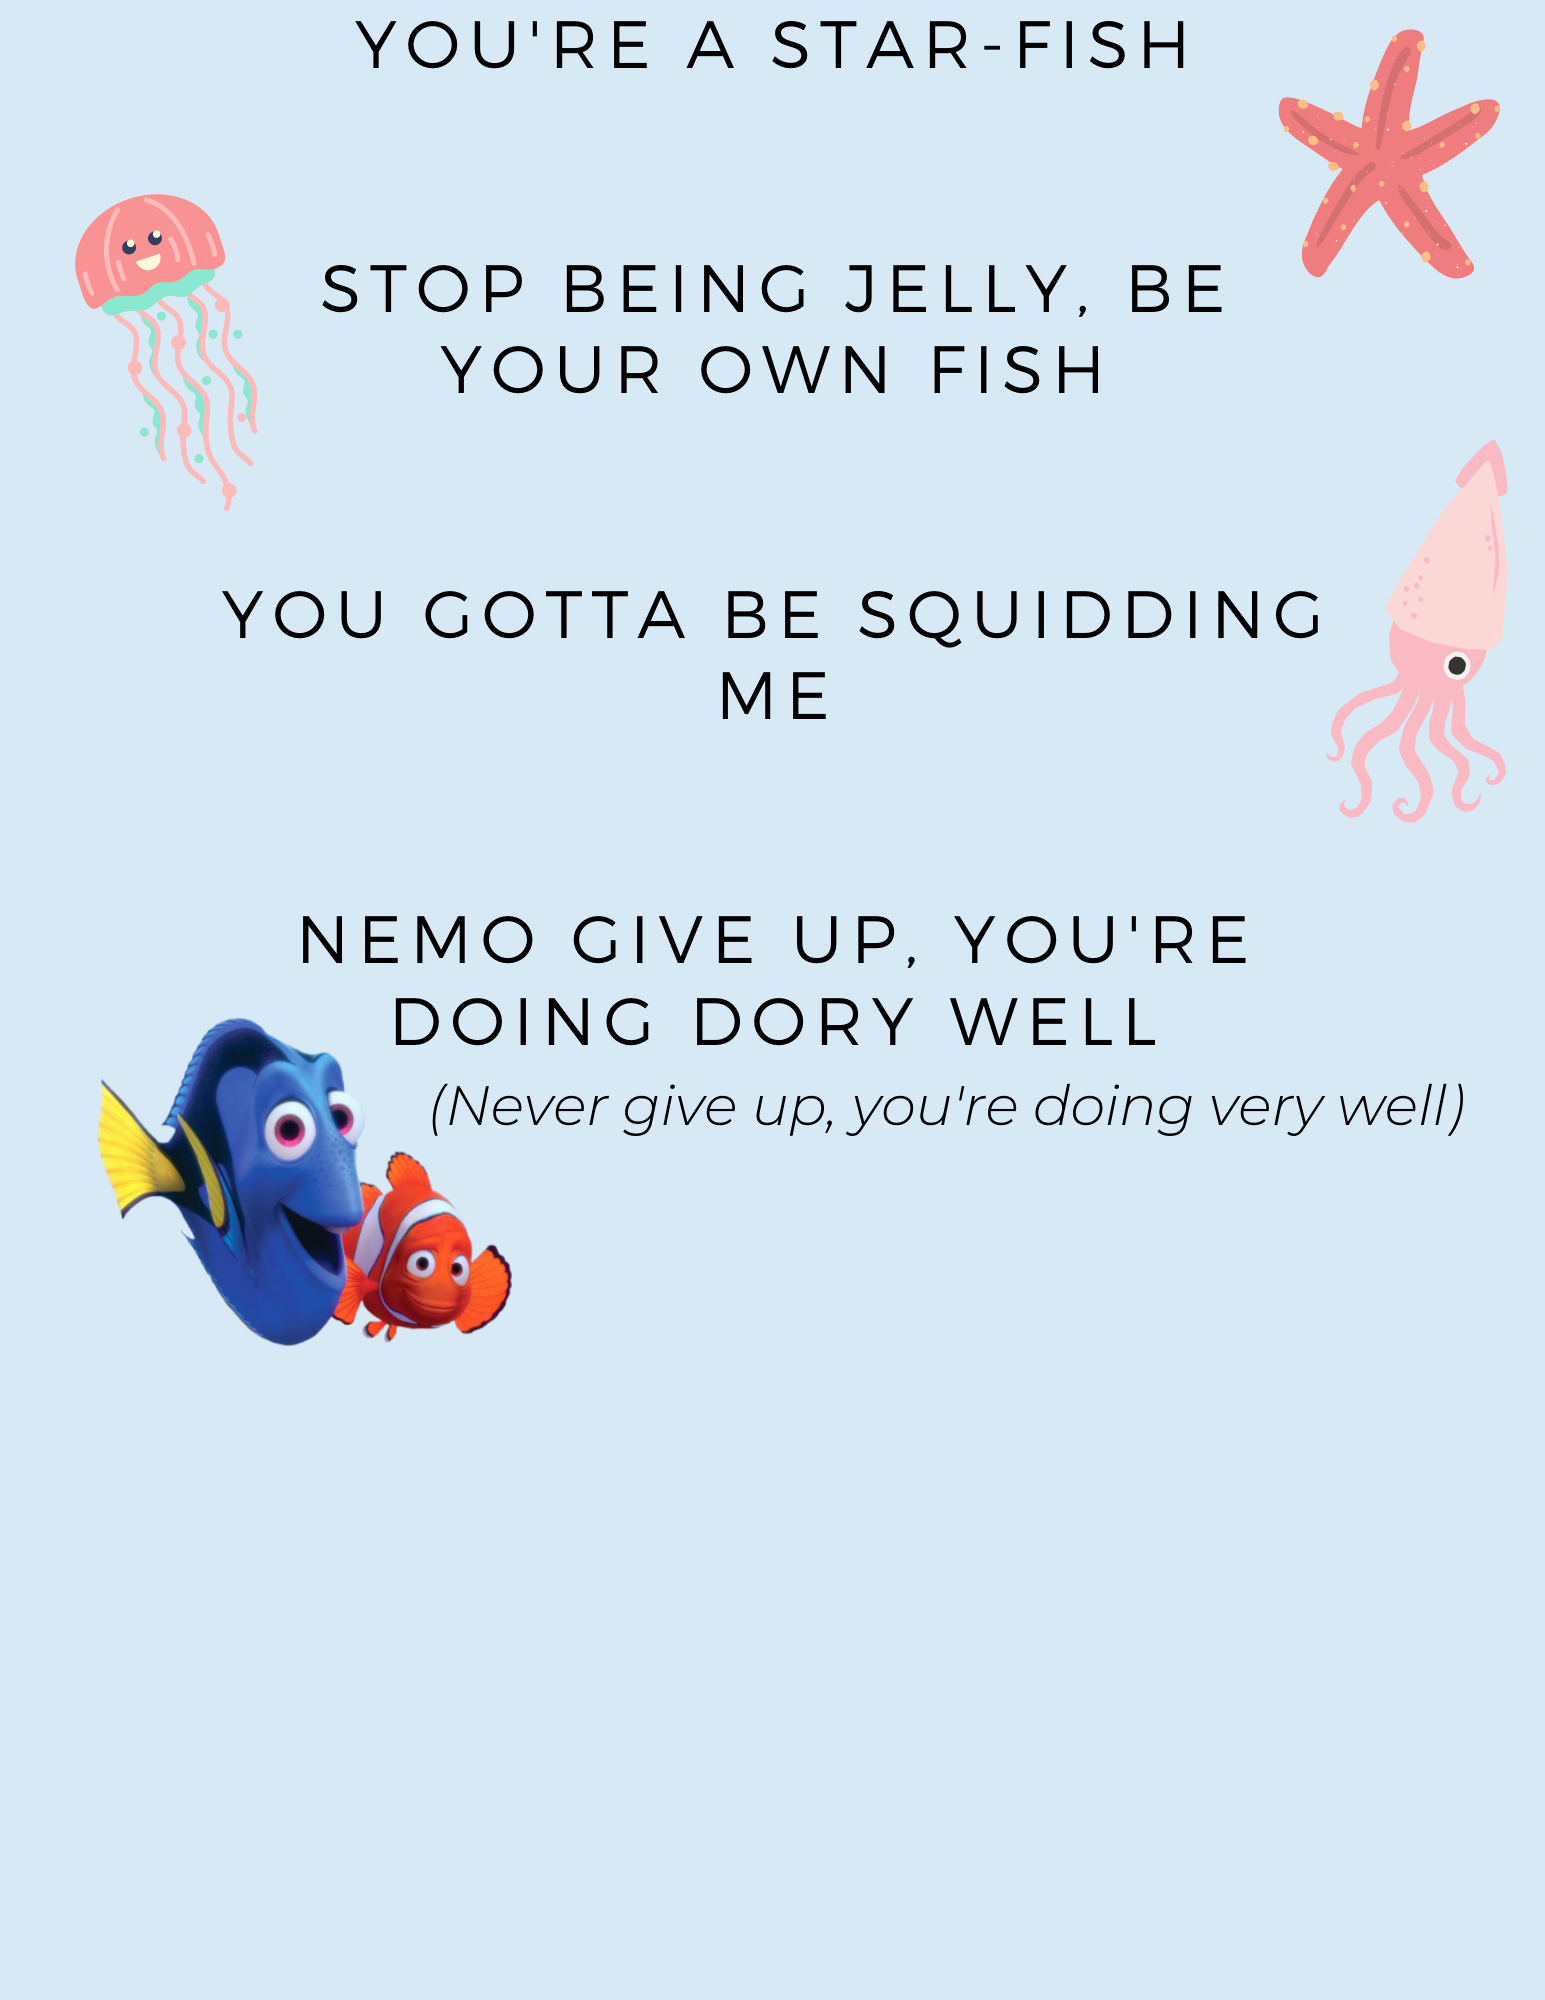 YOU'RE A STAR-FISH
STOP BEING JELLY, BE
YOUR OWN FISH
YOU GOTTA BE SQUIDDING
ME
NEMO GIVE UP, YOU'RE
DOING DORY WELL
(Never give up, you're doing very well)